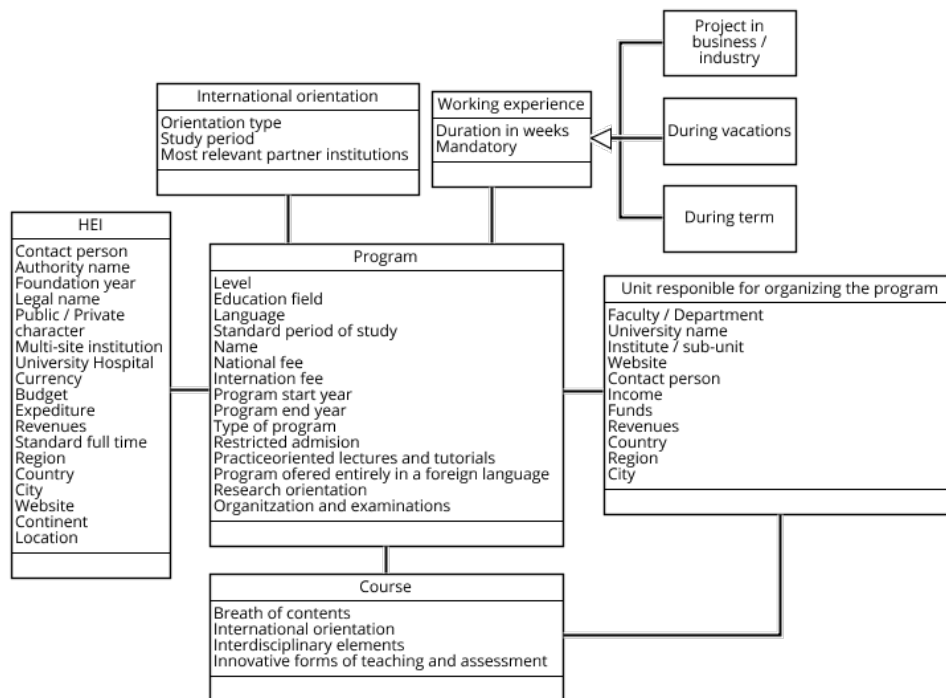 Project in
business /
industry
International orientation
Orientation type
Study period
Most relevant partner institutions
Working experience
Duration in weeks
Mandatory
During vacations
During term
HEI
Contact person
Authority name
Foundation year
Legal name
Public / Private
character
Multi-site institution
University Hospital
Currency
Budget
Expediture
Revenues
Standard full time
Region
Country
City
Website
Continent
Location
Program
Level
Education field
Language
Standard period of study
Name
National fee
Internation fee
Program start year
Program end year
Type of program
Restricted admision
Practiceoriented lectures and tutorials
Program ofered entirely in a foreign language
Research orientation
Organitzation and examinations
Unit responible for organizing the program
Faculty / Department
University name
Institute / sub-unit
Website
Contact person
Income
Funds
Revenues
Country
Region
City
Course
Breath of contents
International orientation
Interdisciplinary elements
Innovative forms of teaching and assessment